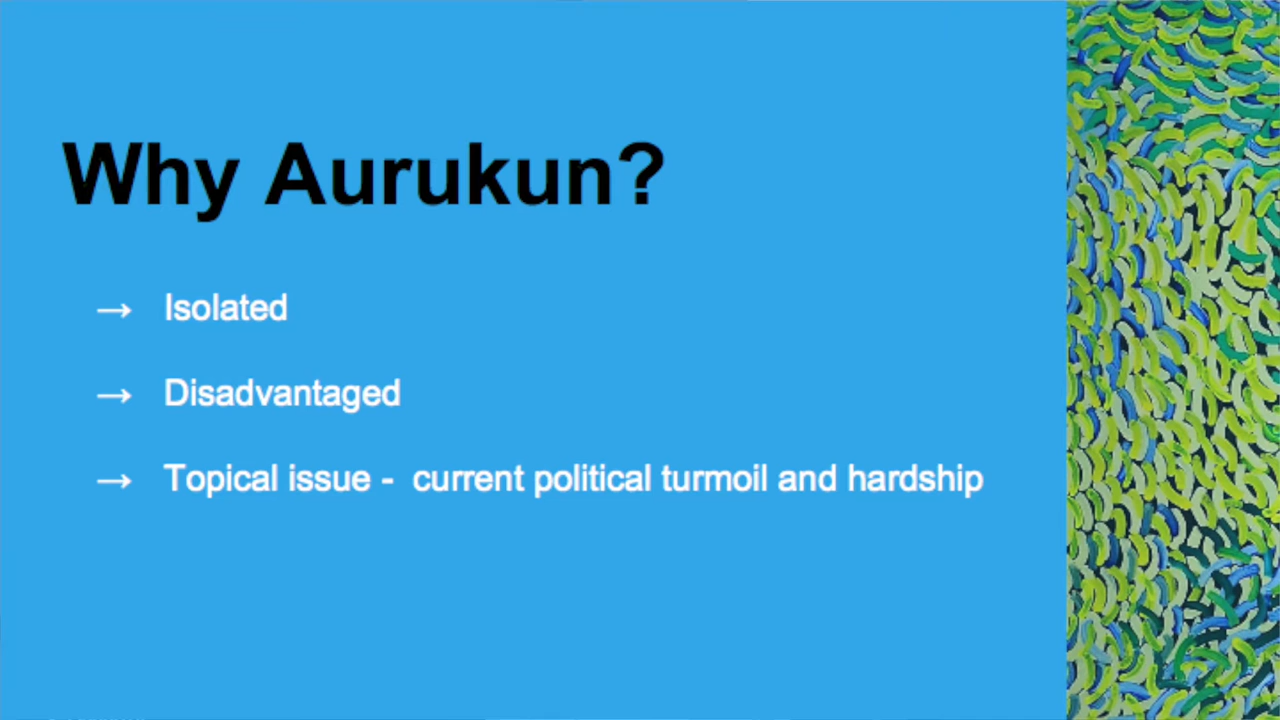 Why Aurukun?
→ Isolated
→ Disadvantaged
→ Topical issue - current political turmoil and hardship